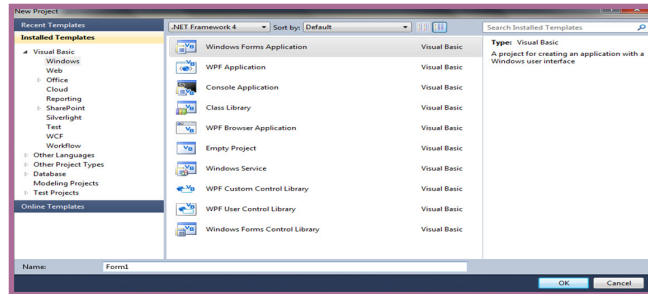 New Project
Recent Templates
.NET Framework 4
Sort by: Default
Search Installed Templates
Installed Templates
Visual Basic
Windows
Web
Office
Cloud
Reporting
SharePoint
Silverlight
Test
WCF
Workflow
Other Languages
Other Project Types
Database
Modeling Projects
Test Projects
Online Templates
Windows Forms Application Visual Basic
WPF Application Visual Basic
Console Application Visual Basic
Class Library Visual Basic
WPF Browser Application Visual Basic
Empty Project Visual Basic
Windows Service Visual Basic
WPF Custom Control Library Visual Basic
WPF User Control Library Visual Basic
Windows Forms Control Library Visual Basic
Type: Visual Basic
A project for creating an application with a
Windows user interface
Name: Form1
OK Cancel